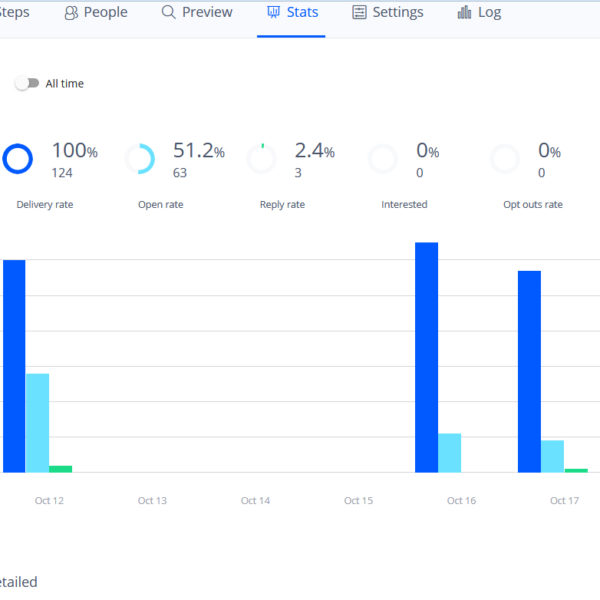 Steps People Preview Stats Settings Log
All time
100% 51.2% 2.4% 0% 0%
124 63 3 0 0
Delivery rate Open rate Reply rate Interested Opt outs rate
Oct 12 Oct 13 Oct 14 Oct 15 Oct 16 Oct 17
etailed